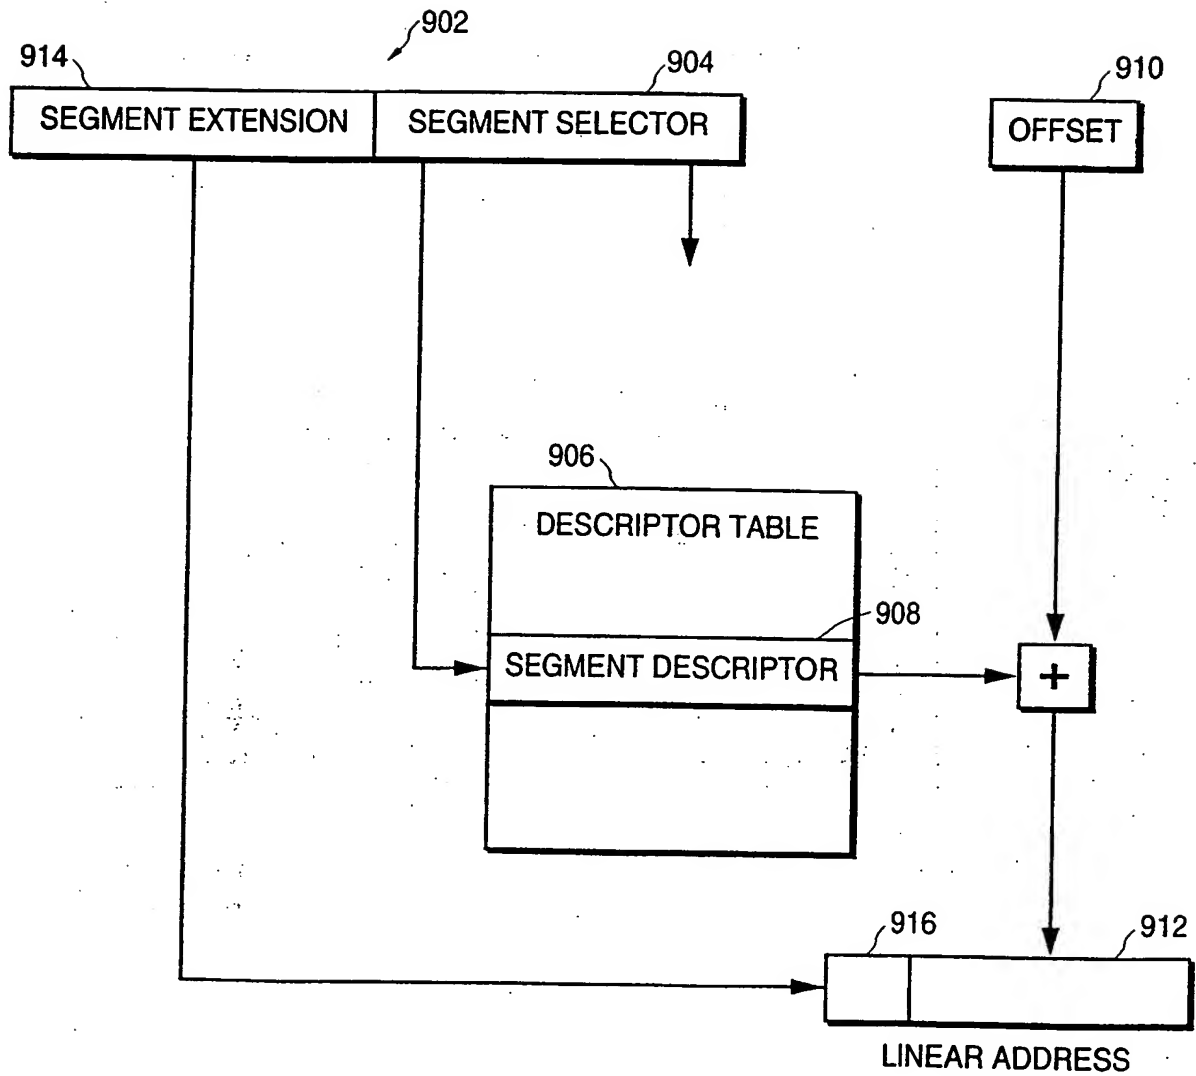 902
914
904
910
SEGMENT EXTENSION
SEGMENT SELECTOR
OFFSET
906
DESCRIPTOR TABLE
908
SEGMENT DESCRIPTOR
+
916
912
LINEAR ADDRESS